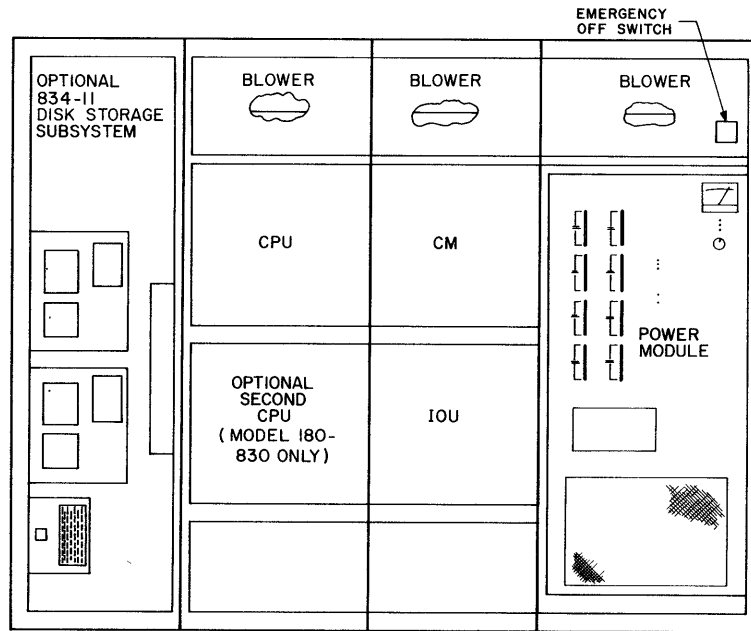 EMERGENCY
OFF SWITCH
OPTIONAL
834-11
DISK STORAGE
SUBSYSTEM
BLOWER
BLOWER
BLOWER
CPU
CM
POWER
MODULE
OPTIONAL
SECOND
CPU
(MODEL 180-
830 ONLY)
IOU